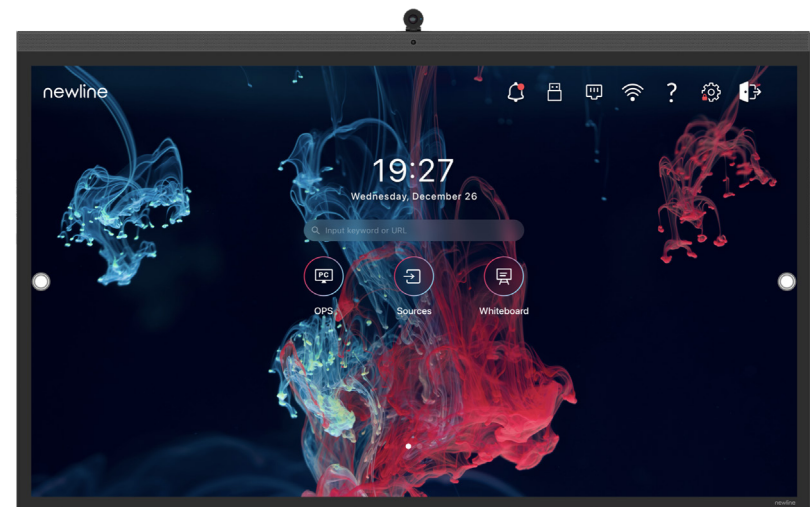 newline
19:27
Wednesday, December 26
Input keyword or URL
PC
OPS
Sources
Whiteboard
newline